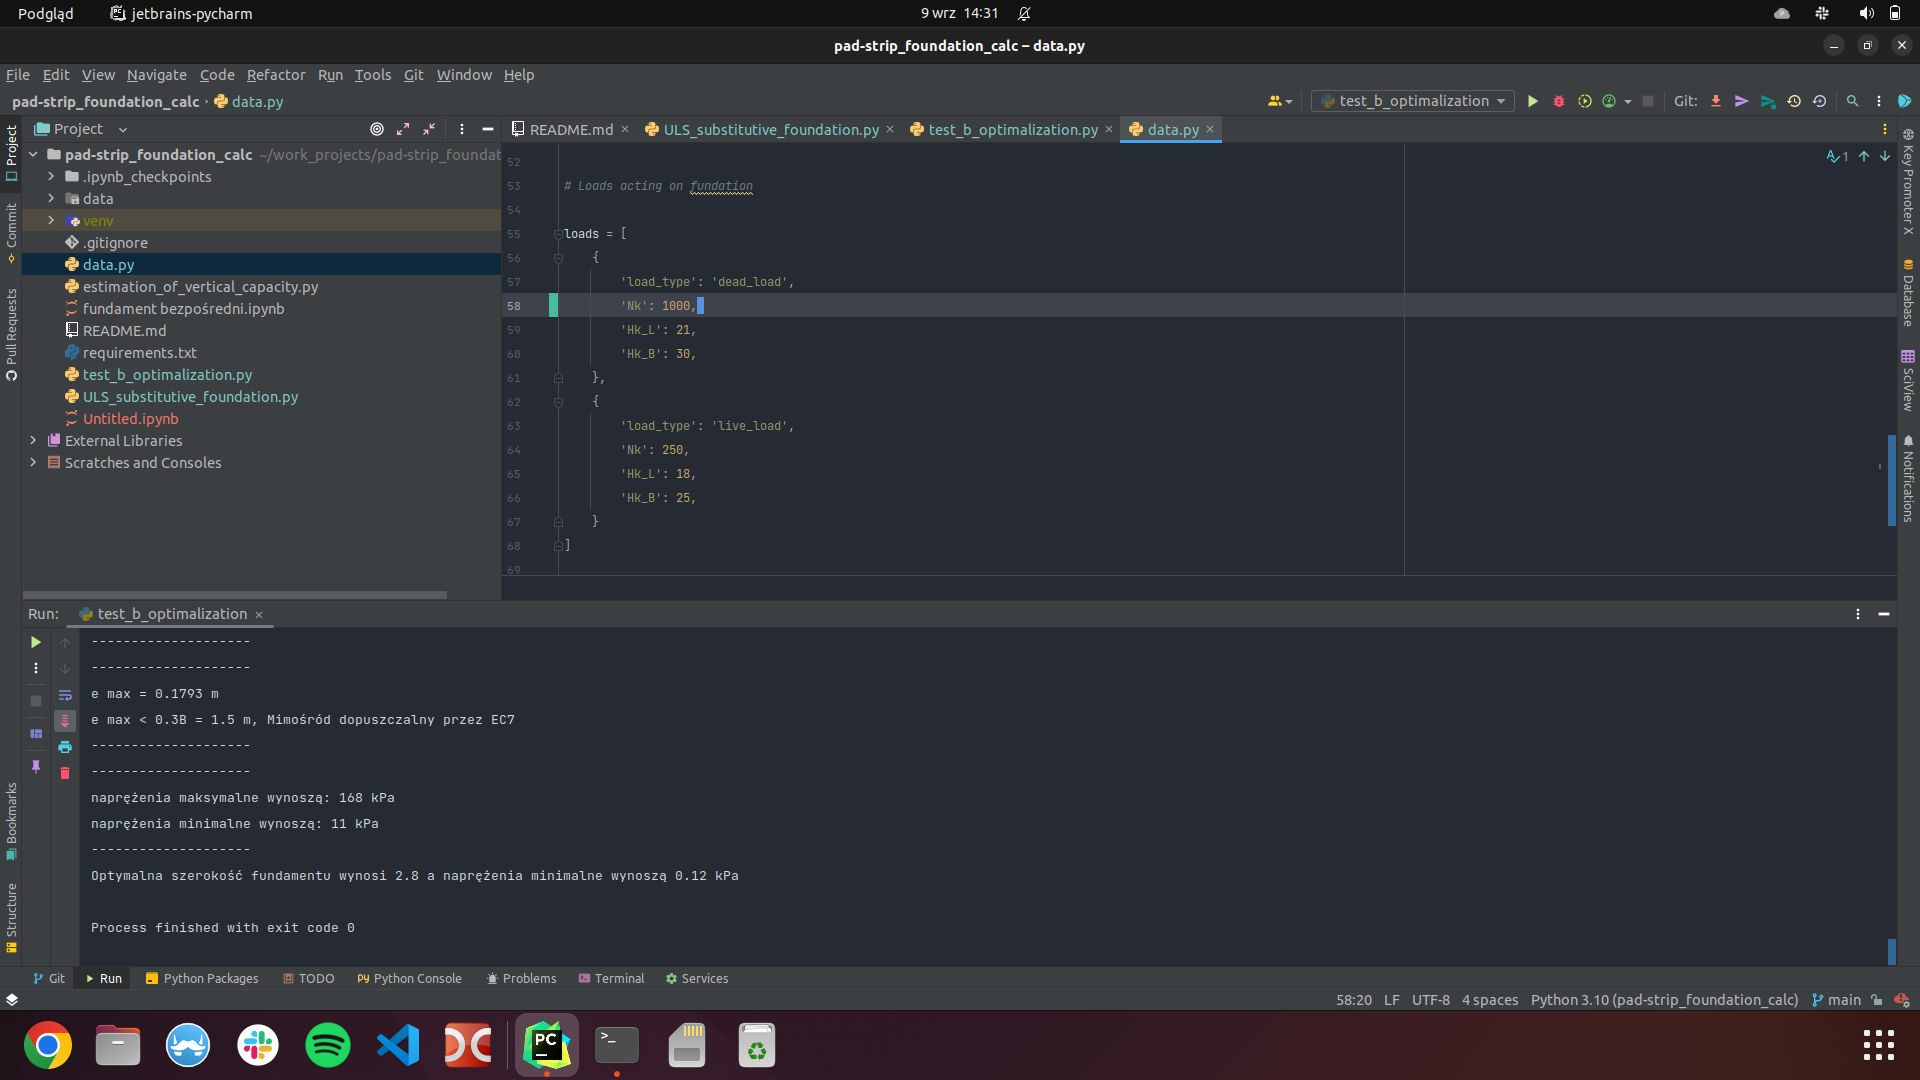 Podgląd
jetbrains-pycharm
9 wrz 14:31
pad-strip_foundation_calc – data.py
File Edit View Navigate Code Refactor Run Tools Git Window Help
pad-strip_foundation_calc › data.py
test_b_optimalization
Git:
Project
README.md
ULS_substitutive_foundation.py
test_b_optimalization.py
data.py
pad-strip_foundation_calc ~/work_projects/pad-strip_foundat
.ipynb_checkpoints
data
venv
.gitignore
data.py
estimation_of_vertical_capacity.py
fundament bezpośredni.ipynb
README.md
requirements.txt
test_b_optimalization.py
ULS_substitutive_foundation.py
Untitled.ipynb
External Libraries
Scratches and Consoles
Project
Commit
Pull Requests
Bookmarks
Structure
1
52
53 # Loads acting on fundation
54
55 loads = [
56 {
57 'load_type': 'dead_load',
58 'Nk': 1000,
59 'Hk_L': 21,
60 'Hk_B': 30,
61 },
62 {
63 'load_type': 'live_load',
64 'Nk': 250,
65 'Hk_L': 18,
66 'Hk_B': 25,
67 }
68 ]
69
Key Promoter X
Database
SciView
Notifications
Run: test_b_optimalization
--------------------
--------------------
e max = 0.1793 m
e max < 0.3B = 1.5 m, Mimośród dopuszczalny przez EC7
--------------------
--------------------
naprężenia maksymalne wynoszą: 168 kPa
naprężenia minimalne wynoszą: 11 kPa
--------------------
Optymalna szerokość fundamentu wynosi 2.8 a naprężenia minimalne wynoszą 0.12 kPa
Process finished with exit code 0
Git Run Python Packages TODO Python Console Problems Terminal Services
58:20 LF UTF-8 4 spaces Python 3.10 (pad-strip_foundation_calc) main
PC